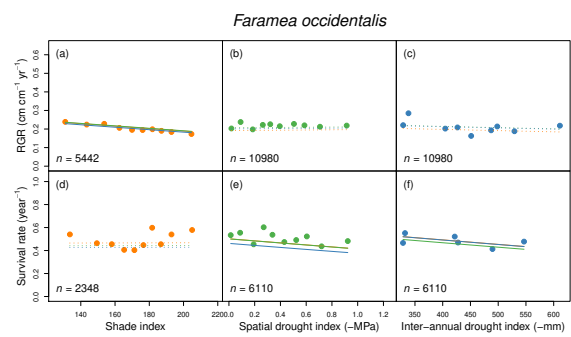 Faramea occidentalis
(a) (b) (c)
RGR (cm cm⁻¹ yr⁻¹)
0.0 0.1 0.2 0.3 0.4 0.5 0.6
n = 5442 n = 10980 n = 10980
(d) (e) (f)
Survival rate (year⁻¹)
0.0 0.2 0.4 0.6 0.8 1.0
n = 2348 n = 6110 n = 6110
140 160 180 200 220 0.0 0.2 0.4 0.6 0.8 1.0 1.2 350 400 450 500 550 600
Shade index Spatial drought index (−MPa) Inter−annual drought index (−mm)